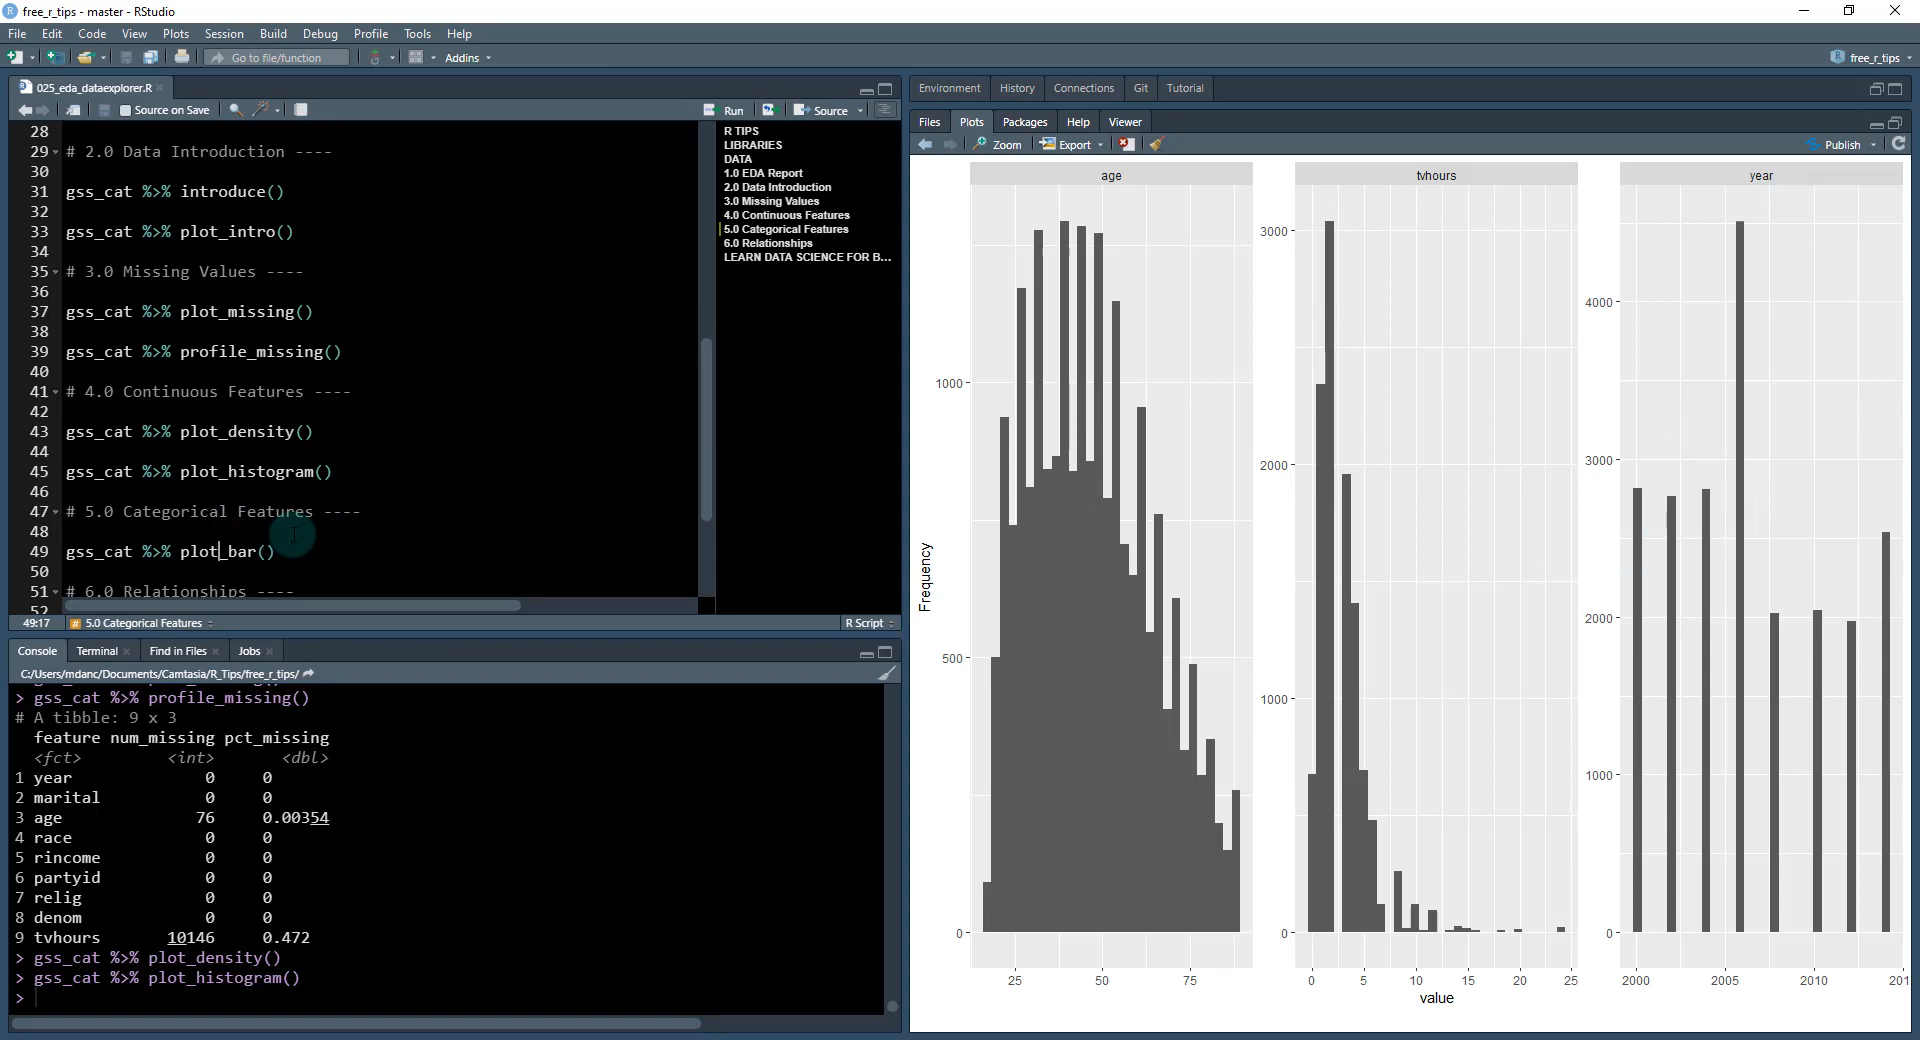 free_r_tips - master - RStudio
File Edit Code View Plots Session Build Debug Profile Tools Help
Go to file/function Addins free_r_tips
025_eda_dataexplorer.R
Source on Save Run Source
28
29 # 2.0 Data Introduction ----
30
31 gss_cat %>% introduce()
32
33 gss_cat %>% plot_intro()
34
35 # 3.0 Missing Values ----
36
37 gss_cat %>% plot_missing()
38
39 gss_cat %>% profile_missing()
40
41 # 4.0 Continuous Features ----
42
43 gss_cat %>% plot_density()
44
45 gss_cat %>% plot_histogram()
46
47 # 5.0 Categorical Features ----
48
49 gss_cat %>% plot_bar()
50
51 # 6.0 Relationships ----
52
R TIPS
LIBRARIES
DATA
1.0 EDA Report
2.0 Data Introduction
3.0 Missing Values
4.0 Continuous Features
5.0 Categorical Features
6.0 Relationships
LEARN DATA SCIENCE FOR B...
49:17 # 5.0 Categorical Features R Script
Console Terminal Find in Files Jobs
C:/Users/mdanc/Documents/Camtasia/R_Tips/free_r_tips/
> gss_cat %>% profile_missing()
# A tibble: 9 x 3
feature num_missing pct_missing
<fct> <int> <dbl>
1 year 0 0
2 marital 0 0
3 age 76 0.00354
4 race 0 0
5 rincome 0 0
6 partyid 0 0
7 relig 0 0
8 denom 0 0
9 tvhours 10146 0.472
> gss_cat %>% plot_density()
> gss_cat %>% plot_histogram()
>
Environment History Connections Git Tutorial
Files Plots Packages Help Viewer
Zoom Export Publish
age tvhours year
Frequency
1000
500
0
25 50 75
3000
2000
1000
0
0 5 10 15 20 25
value
4000
3000
2000
1000
0
2000 2005 2010 201